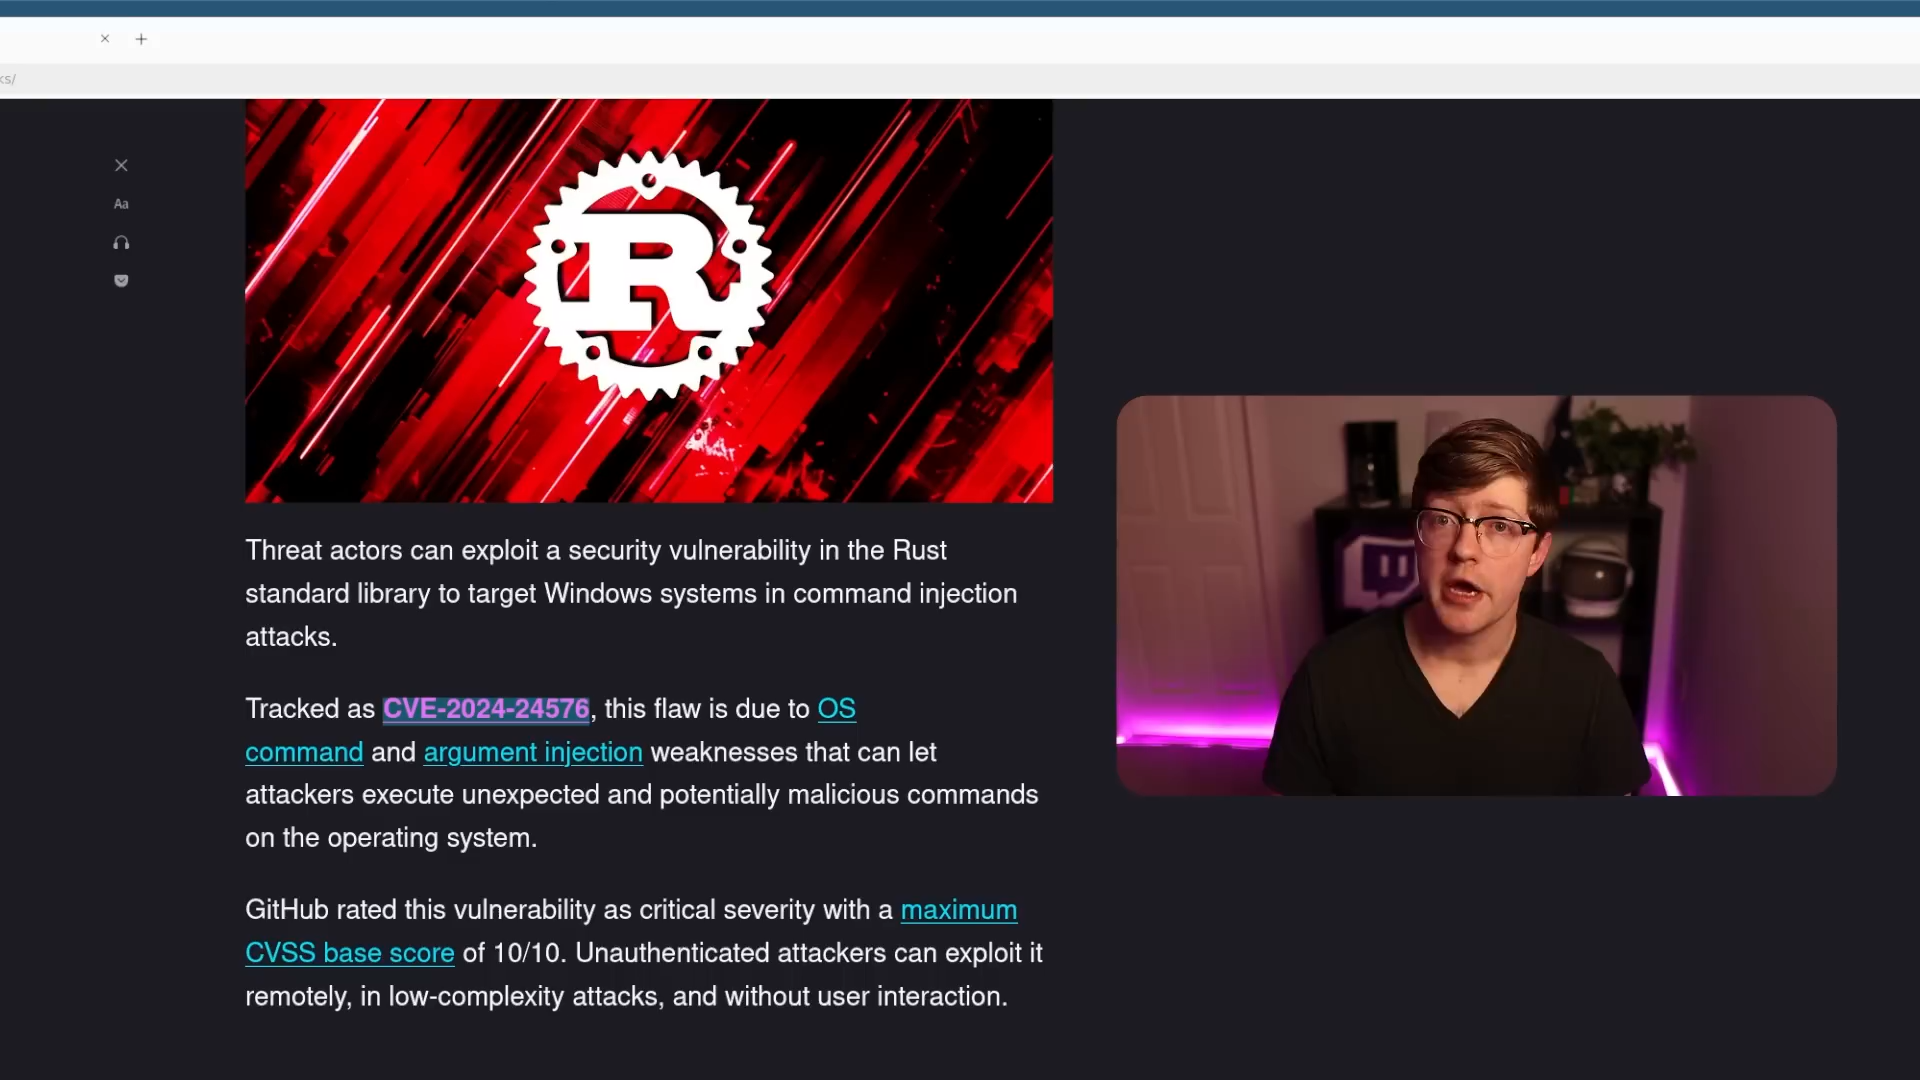 ks/
Aa
R
Threat actors can exploit a security vulnerability in the Rust
standard library to target Windows systems in command injection
attacks.
Tracked as CVE-2024-24576, this flaw is due to OS
command and argument injection weaknesses that can let
attackers execute unexpected and potentially malicious commands
on the operating system.
GitHub rated this vulnerability as critical severity with a maximum
CVSS base score of 10/10. Unauthenticated attackers can exploit it
remotely, in low-complexity attacks, and without user interaction.